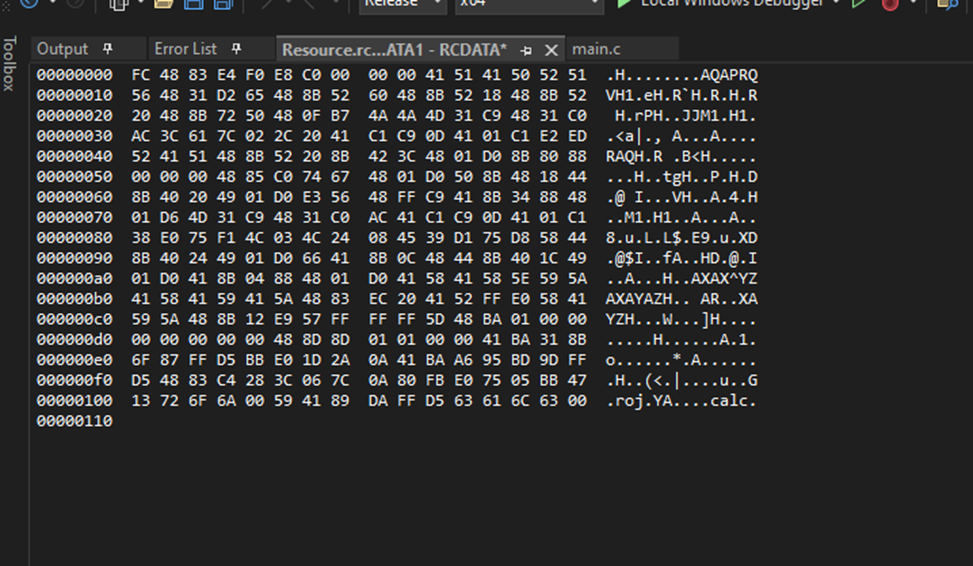 Release
x64
Local Windows Debugger
Toolbox
Output
Error List
Resource.rc...ATA1 - RCDATA*
main.c
00000000 FC 48 83 E4 F0 E8 C0 00 00 00 41 51 41 50 52 51 .H........AQAPRQ
00000010 56 48 31 D2 65 48 8B 52 60 48 8B 52 18 48 8B 52 VH1.eH.R`H.R.H.R
00000020 20 48 8B 72 50 48 0F B7 4A 4A 4D 31 C9 48 31 C0 H.rPH..JJM1.H1.
00000030 AC 3C 61 7C 02 2C 20 41 C1 C9 0D 41 01 C1 E2 ED .<a|., A...A....
00000040 52 41 51 48 8B 52 20 8B 42 3C 48 01 D0 8B 80 88 RAQH.R .B<H.....
00000050 00 00 00 48 85 C0 74 67 48 01 D0 50 8B 48 18 44 ...H..tgH..P.H.D
00000060 8B 40 20 49 01 D0 E3 56 48 FF C9 41 8B 34 88 48 .@ I...VH..A.4.H
00000070 01 D6 4D 31 C9 48 31 C0 AC 41 C1 C9 0D 41 01 C1 ..M1.H1..A...A..
00000080 38 E0 75 F1 4C 03 4C 24 08 45 39 D1 75 D8 58 44 8.u.L.L$.E9.u.XD
00000090 8B 40 24 49 01 D0 66 41 8B 0C 48 44 8B 40 1C 49 .@$I..fA..HD.@.I
000000a0 01 D0 41 8B 04 88 48 01 D0 41 58 41 58 5E 59 5A ..A...H..AXAX^YZ
000000b0 41 58 41 59 41 5A 48 83 EC 20 41 52 FF E0 58 41 AXAYAZH.. AR..XA
000000c0 59 5A 48 8B 12 E9 57 FF FF FF 5D 48 BA 01 00 00 YZH...W...]H....
000000d0 00 00 00 00 00 48 8D 8D 01 01 00 00 41 BA 31 8B .....H......A.1.
000000e0 6F 87 FF D5 BB E0 1D 2A 0A 41 BA A6 95 BD 9D FF o......*.A......
000000f0 D5 48 83 C4 28 3C 06 7C 0A 80 FB E0 75 05 BB 47 .H..(<.|....u..G
00000100 13 72 6F 6A 00 59 41 89 DA FF D5 63 61 6C 63 00 .roj.YA....calc.
00000110